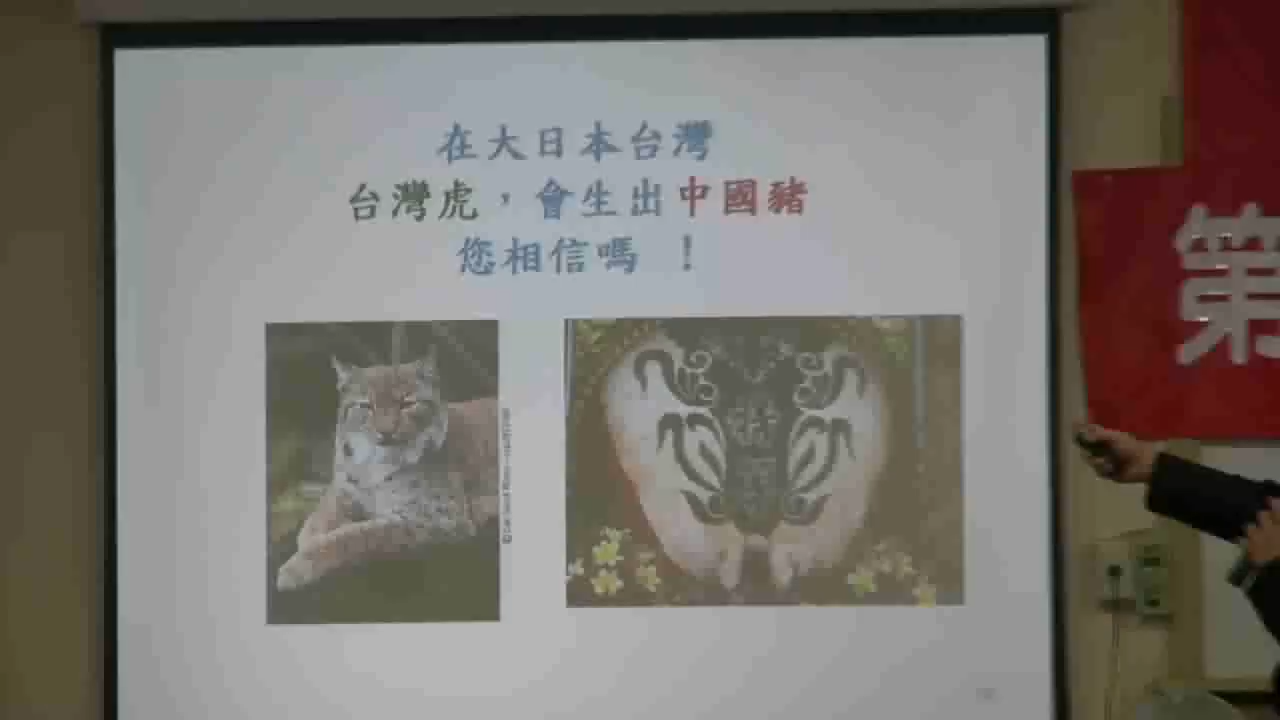 在大日本台灣
台灣虎，會生出中國豬
您相信嗎 ！
第